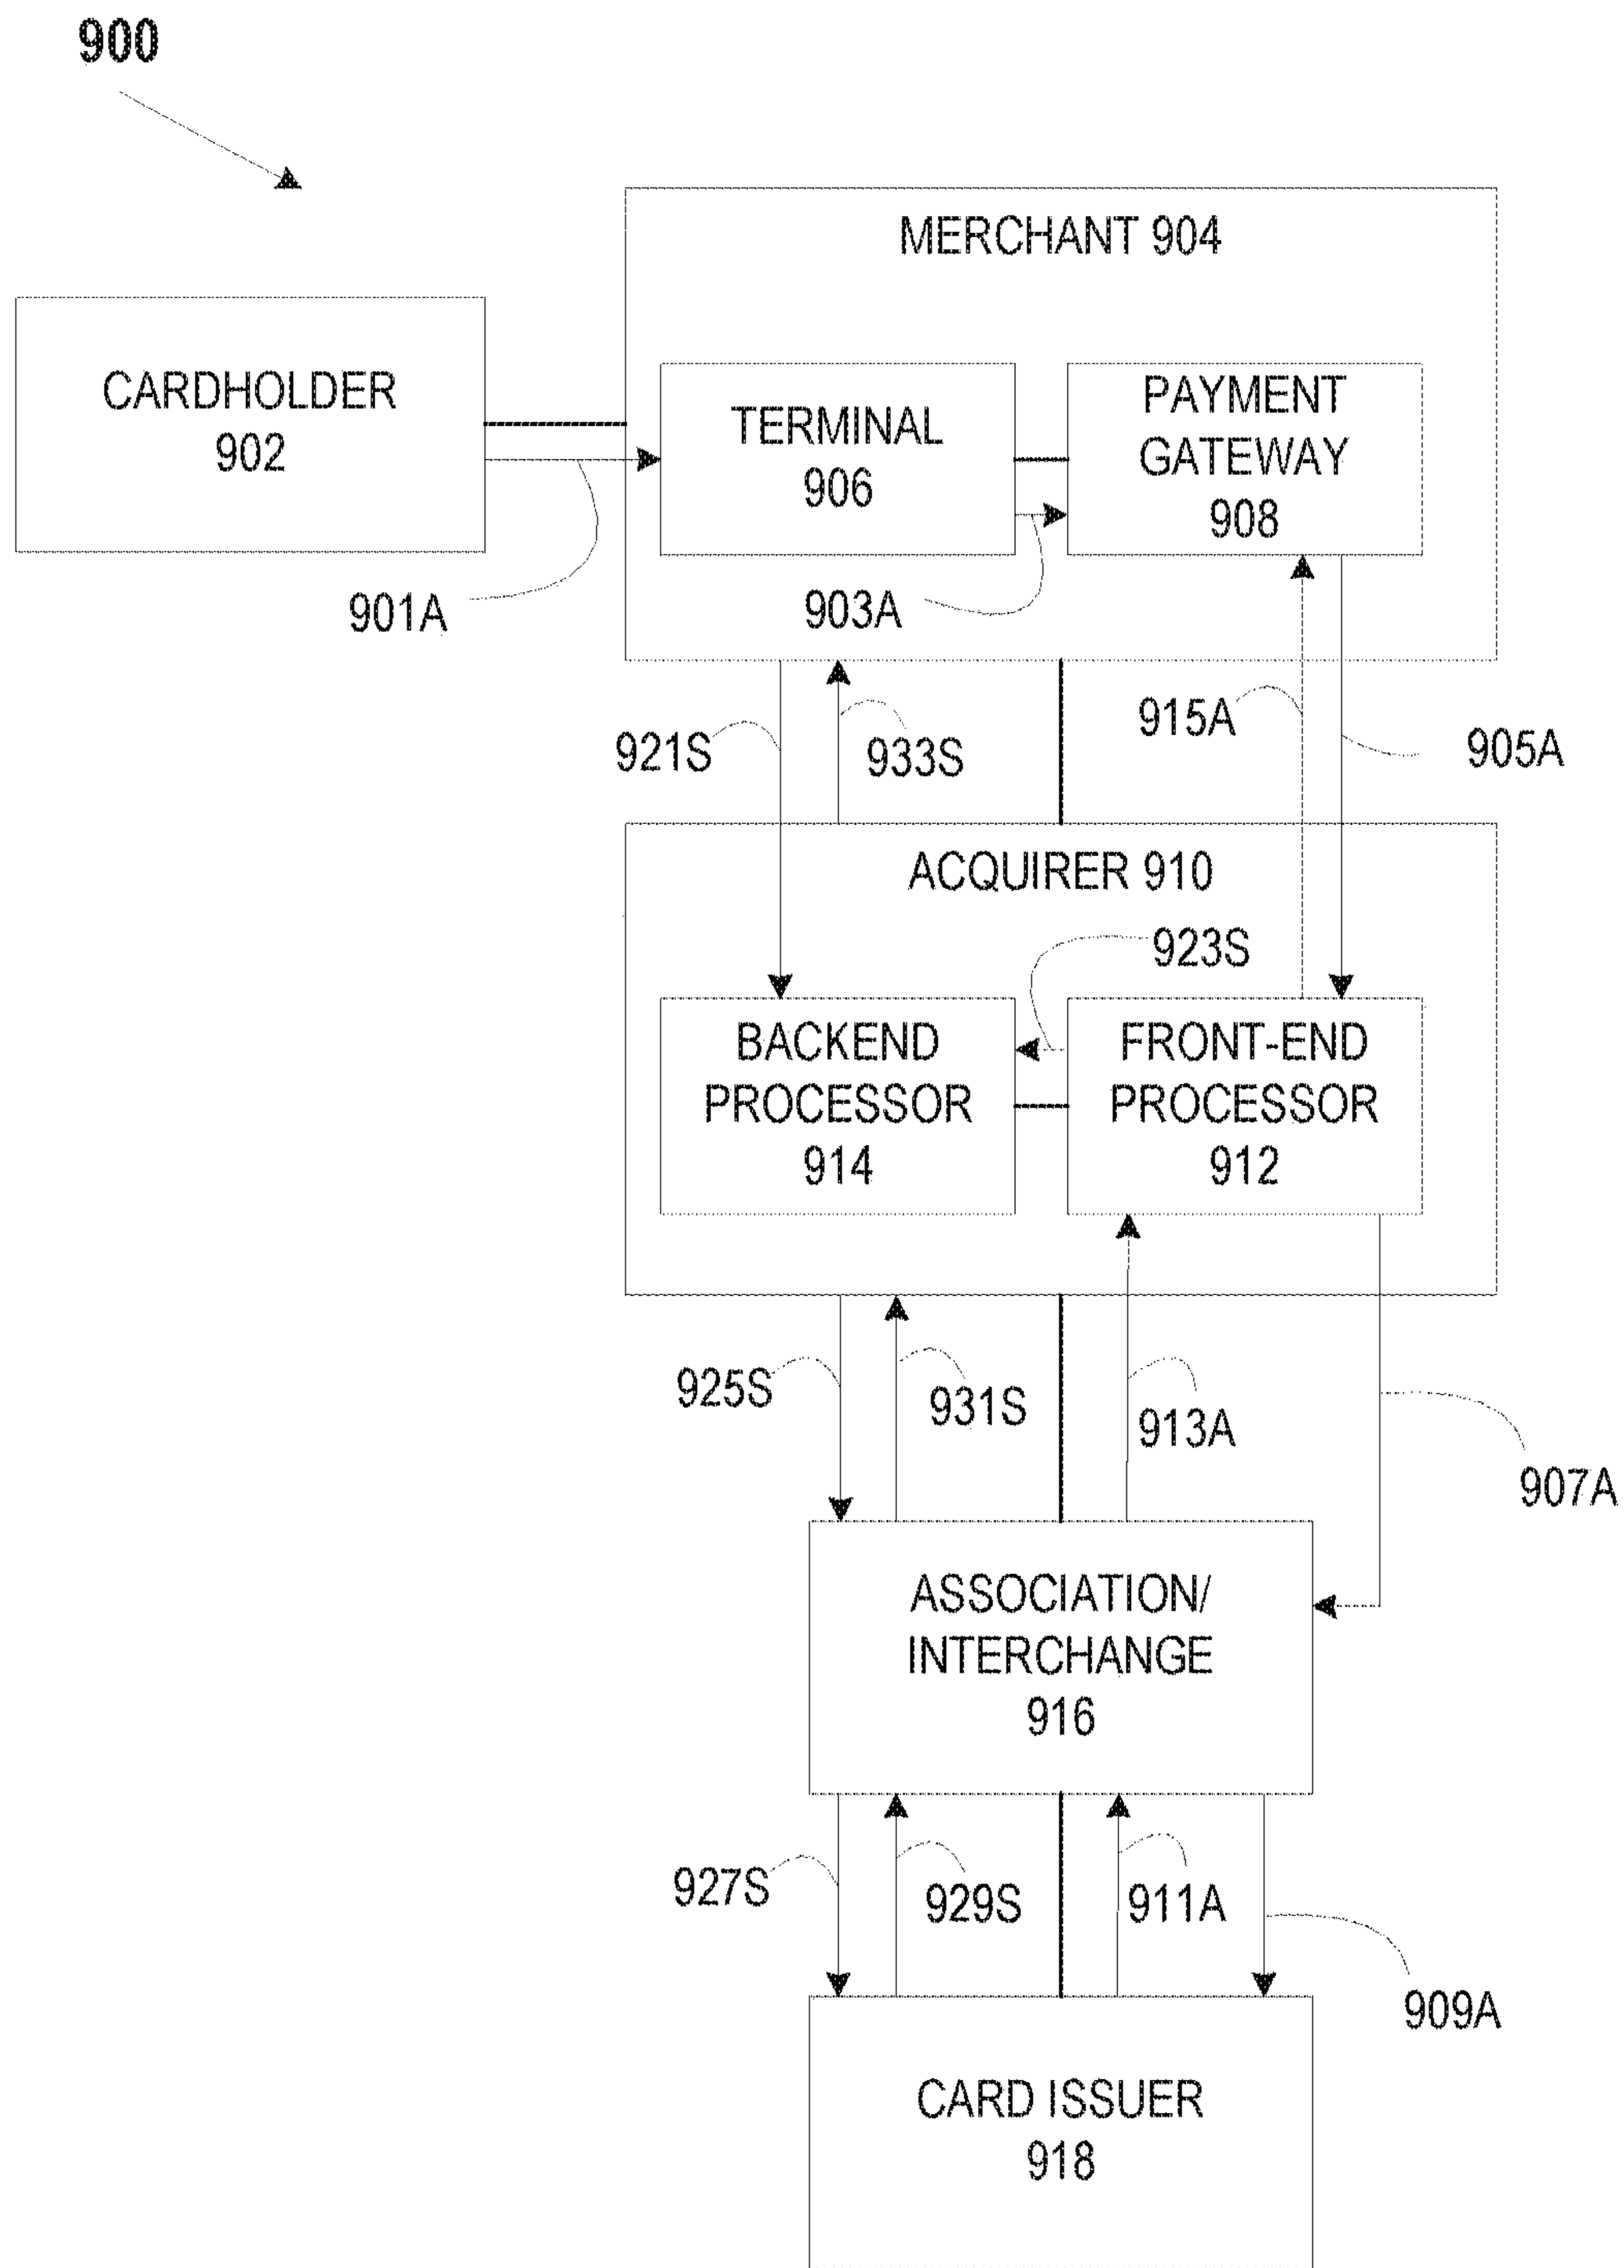 900
MERCHANT 904
CARDHOLDER
902
TERMINAL
906
PAYMENT
GATEWAY
908
901A
903A
921S
933S
915A
905A
ACQUIRER 910
923S
BACKEND
PROCESSOR
914
FRONT-END
PROCESSOR
912
925S
931S
913A
907A
ASSOCIATION/
INTERCHANGE
916
927S
929S
911A
909A
CARD ISSUER
918